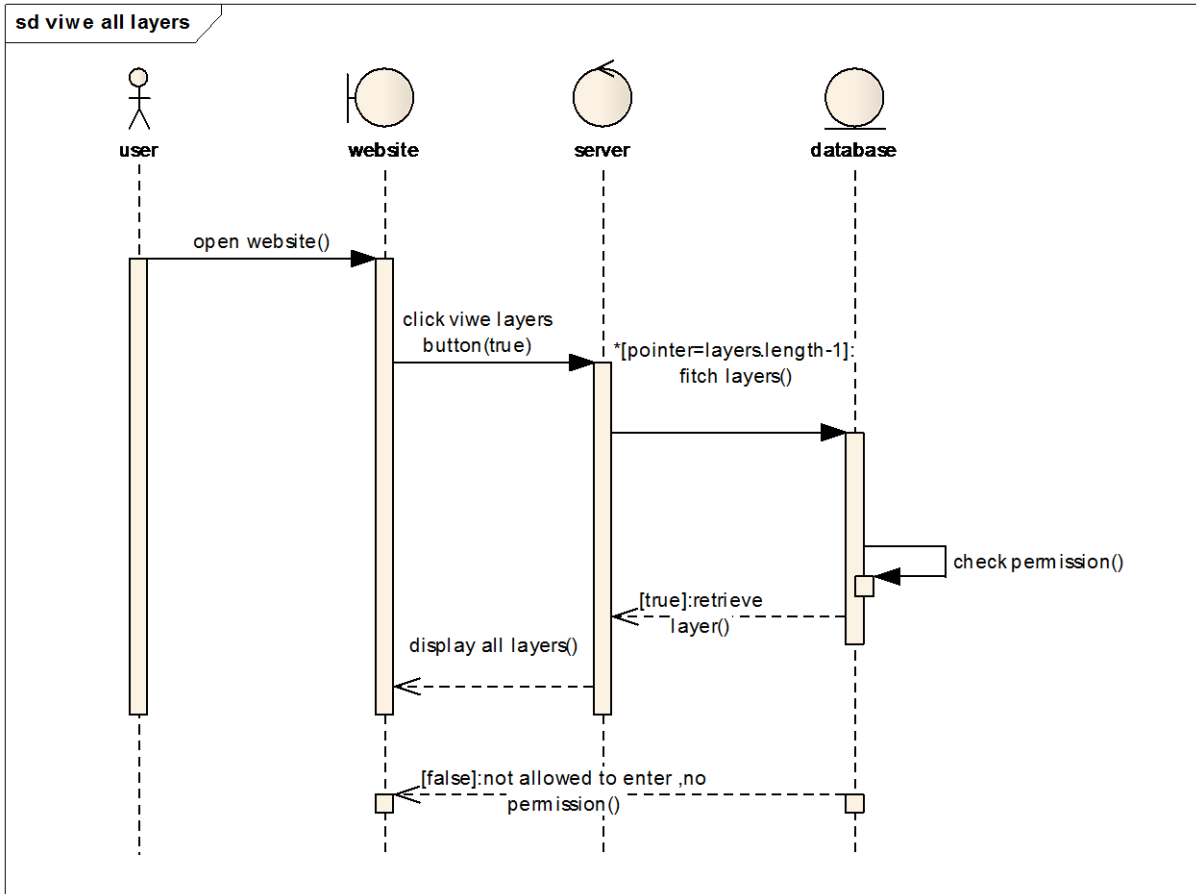 sd viwe all layers
user
website
server
database
open website()
click viwe layers
button(true)
*[pointer=layers.length-1]:
fitch layers()
check permission()
[true]:retrieve
layer()
display all layers()
[false]:not allowed to enter ,no
permission()